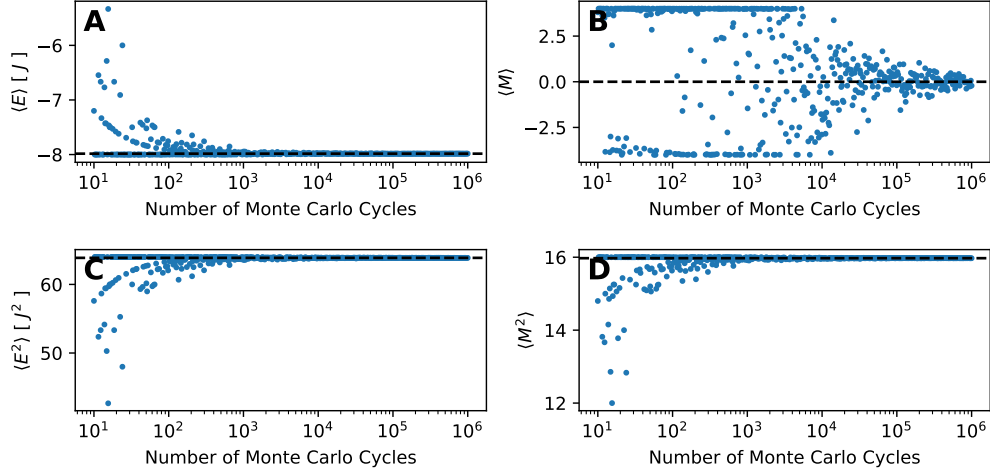 A
⟨E⟩ [ J ]
−6
−7
−8
10¹ 10² 10³ 10⁴ 10⁵ 10⁶
Number of Monte Carlo Cycles
B
⟨M⟩
2.5
0.0
−2.5
10¹ 10² 10³ 10⁴ 10⁵ 10⁶
Number of Monte Carlo Cycles
C
⟨E²⟩ [ J² ]
60
50
10¹ 10² 10³ 10⁴ 10⁵ 10⁶
Number of Monte Carlo Cycles
D
⟨M²⟩
16
14
12
10¹ 10² 10³ 10⁴ 10⁵ 10⁶
Number of Monte Carlo Cycles